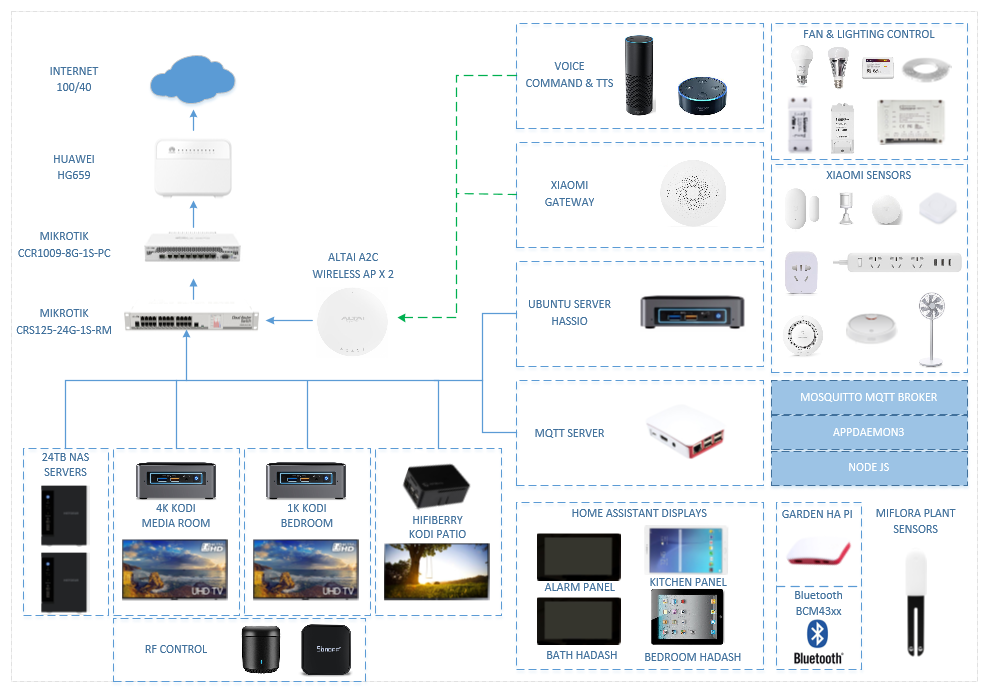 INTERNET
100/40
HUAWEI
HG659
MIKROTIK
CCR1009-8G-1S-PC
MIKROTIK
CRS125-24G-1S-RM
ALTAI A2C
WIRELESS AP X 2
VOICE
COMMAND & TTS
XIAOMI
GATEWAY
UBUNTU SERVER
HASSIO
MQTT SERVER
FAN & LIGHTING CONTROL
XIAOMI SENSORS
MOSQUITTO MQTT BROKER
APPDAEMON3
NODE JS
24TB NAS
SERVERS
4K KODI
MEDIA ROOM
UHD
UHD TV
1K KODI
BEDROOM
UHD
UHD TV
HIFIBERRY
KODI PATIO
RF CONTROL
Sonoff
HOME ASSISTANT DISPLAYS
ALARM PANEL
KITCHEN PANEL
BATH HADASH
BEDROOM HADASH
GARDEN HA PI
Bluetooth
BCM43xx
Bluetooth
MIFLORA PLANT
SENSORS